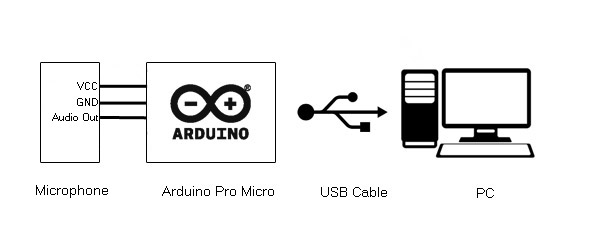 VCC
GND
Audio Out
®
ARDUINO
Microphone
Arduino Pro Micro
USB Cable
PC